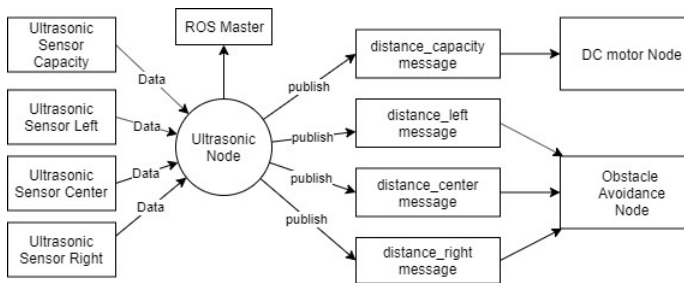 Ultrasonic
Sensor
Capacity
Ultrasonic
Sensor Left
Ultrasonic
Sensor Center
Ultrasonic
Sensor Right
Data
Data
Data
Data
ROS Master
Ultrasonic
Node
publish
publish
publish
publish
distance_capacity
message
distance_left
message
distance_center
message
distance_right
message
DC motor Node
Obstacle
Avoidance
Node